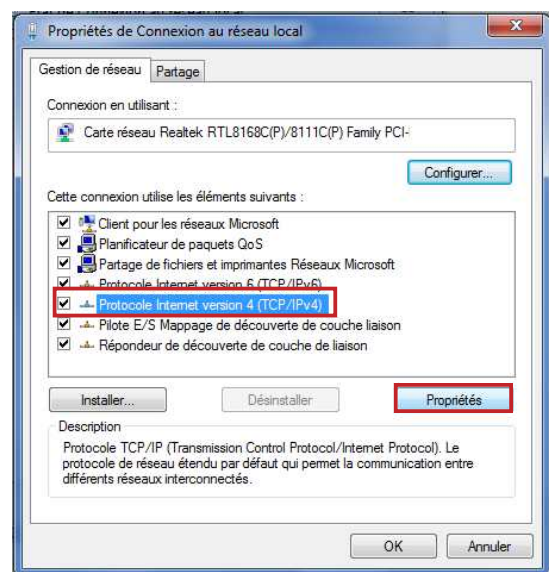 Propriétés de Connexion au réseau local
Gestion de réseau
Partage
Connexion en utilisant :
Carte réseau Realtek RTL8168C(P)/8111C(P) Family PCI-
Configurer...
Cette connexion utilise les éléments suivants :
Client pour les réseaux Microsoft
Planificateur de paquets QoS
Partage de fichiers et imprimantes Réseaux Microsoft
Protocole Internet version 6 (TCP/IPv6)
Protocole Internet version 4 (TCP/IPv4)
Pilote E/S Mappage de découverte de couche liaison
Répondeur de découverte de couche de liaison
Installer...
Désinstaller
Propriétés
Description
Protocole TCP/IP (Transmission Control Protocol/Internet Protocol). Le
protocole de réseau étendu par défaut qui permet la communication entre
différents réseaux interconnectés.
OK
Annuler